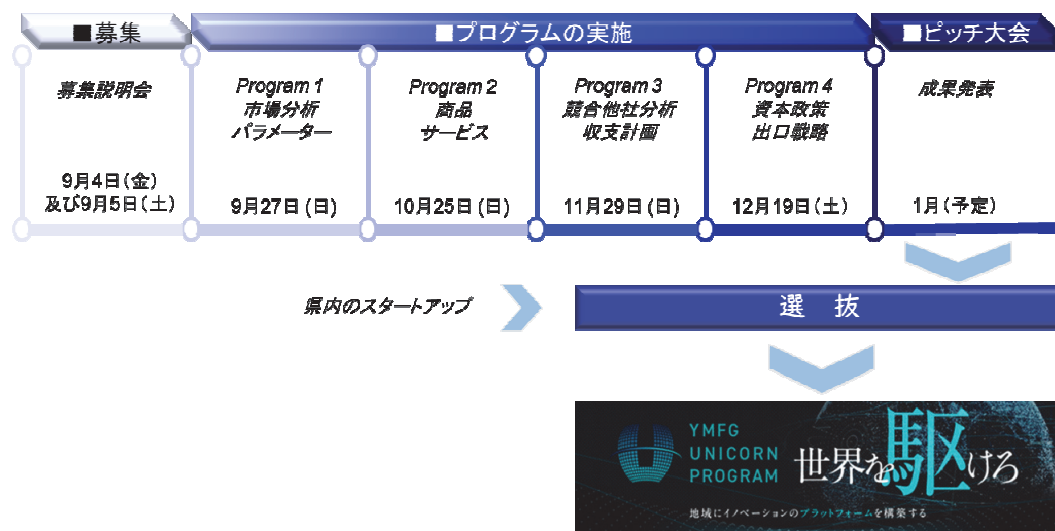 ■募集
■プログラムの実施
■ピッチ大会
募集説明会
9月4日(金)
及び9月5日(土)
Program 1
市場分析
パラメーター
9月27日(日)
Program 2
商品
サービス
10月25日(日)
Program 3
競合他社分析
収支計画
11月29日(日)
Program 4
資本政策
出口戦略
12月19日(土)
成果発表
1月(予定)
県内のスタートアップ
選 抜
YMFG
UNICORN
PROGRAM
世界を駆けろ
地域にイノベーションのプラットフォームを構築する